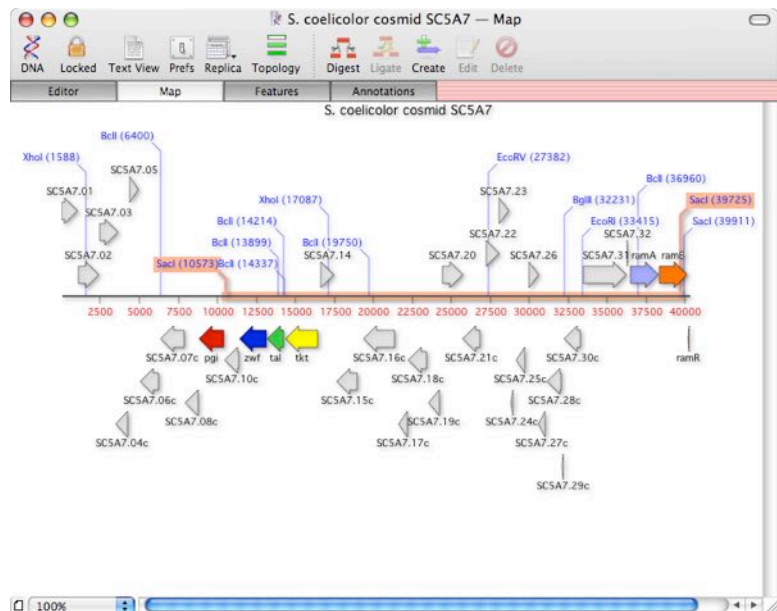 S. coelicolor cosmid SC5A7 — Map
DNA Locked Text View Prefs Replica Topology Digest Ligate Create Edit Delete
Editor Map Features Annotations
S. coelicolor cosmid SC5A7
BclI (6400)
XhoI (1588) SC5A7.05 EcoRV (27382)
SC5A7.01 SC5A7.23 BclI (36960)
XhoI (17087) BglII (32231) SacI (39725)
SC5A7.03 BclI (14214) SC5A7.22 EcoRI (33415) SacI (39911)
SC5A7.32
BclI (13899) BclI (19750)
SC5A7.02 SacI (10573) BclI (14337) SC5A7.14 SC5A7.20 SC5A7.26 SC5A7.31 ramA ramB
2500 5000 7500 10000 12500 15000 17500 20000 22500 25000 27500 30000 32500 35000 37500 40000
SC5A7.07c pgi zwf tal tkt SC5A7.16c SC5A7.21c SC5A7.30c ramR
SC5A7.10c SC5A7.18c SC5A7.25c
SC5A7.06c SC5A7.15c SC5A7.28c
SC5A7.08c SC5A7.19c SC5A7.24c
SC5A7.04c SC5A7.17c SC5A7.27c
SC5A7.29c
100%